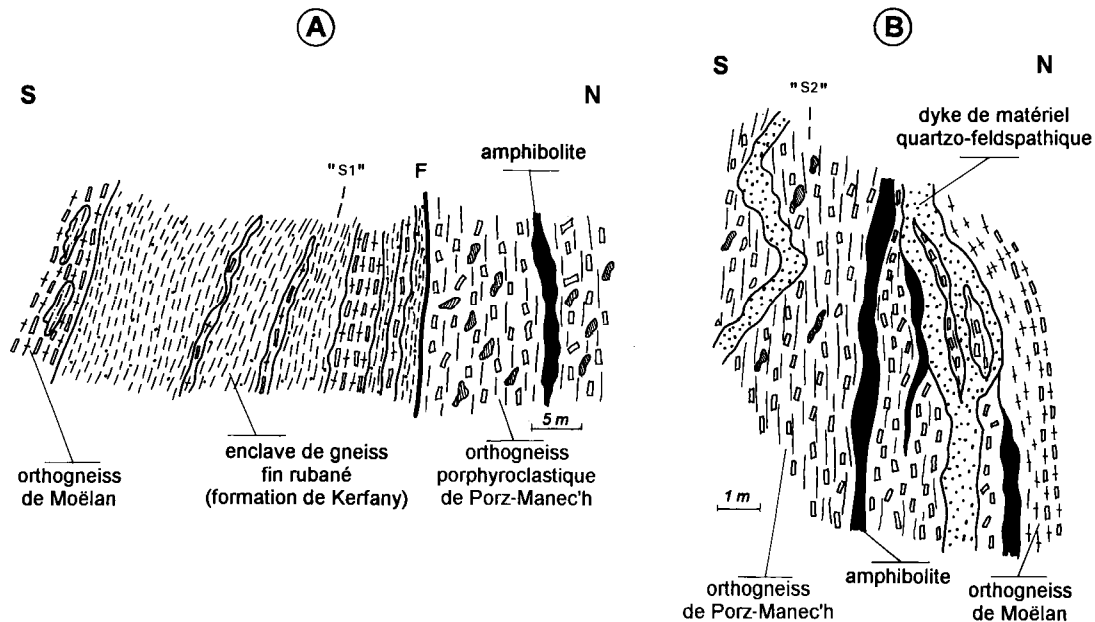 A
S
N
"S1"
F
amphibolite
5 m
orthogneiss
de Moëlan
enclave de gneiss
fin rubané
(formation de Kerfany)
orthogneiss
porphyroclastique
de Porz-Manec'h
B
S
N
"S2"
dyke de matériel
quartzo-feldspathique
1 m
orthogneiss
de Porz-Manec'h
amphibolite
orthogneiss
de Moëlan